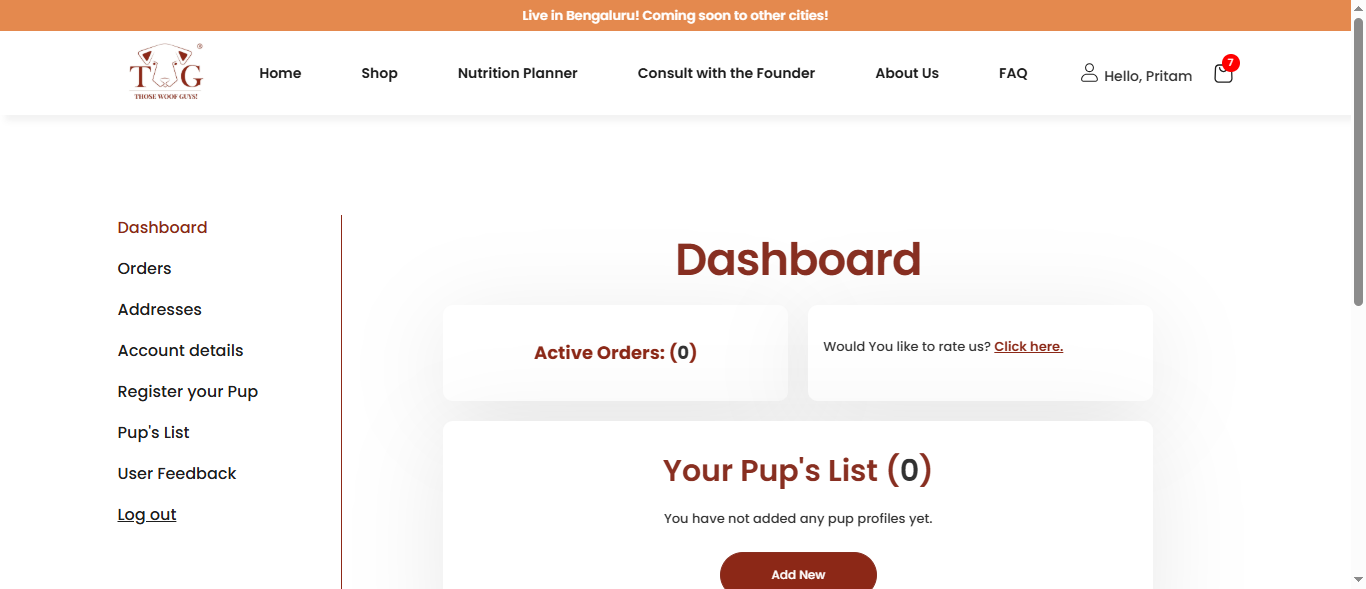 Live in Bengaluru! Coming soon to other cities!
T G ®
THOSE WOOF GUYS!
Home Shop Nutrition Planner Consult with the Founder About Us FAQ Hello, Pritam 7
Dashboard
Orders
Addresses
Account details
Register your Pup
Pup's List
User Feedback
Log out
Dashboard
Active Orders: (0)
Would You like to rate us? Click here.
Your Pup's List (0)
You have not added any pup profiles yet.
Add New